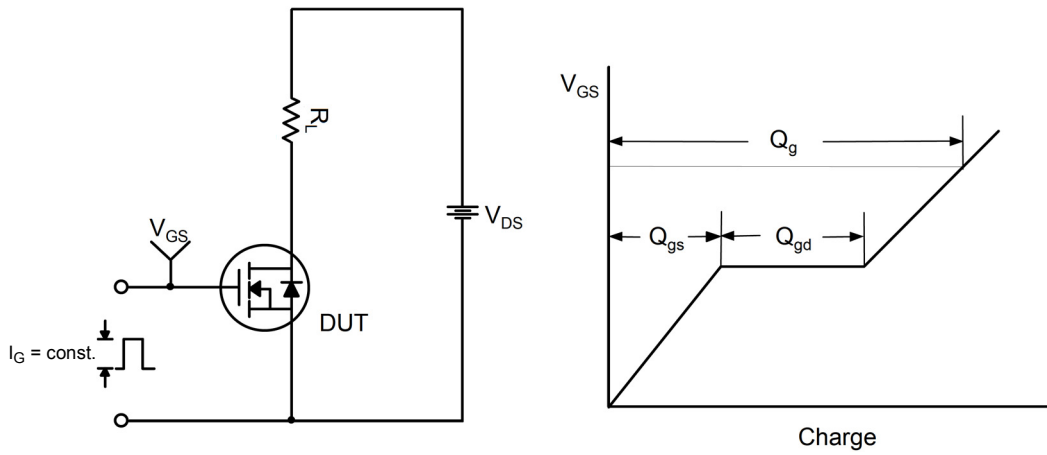 R_L
V_GS
V_DS
DUT
I_G = const.
V_GS
Q_g
Q_gs
Q_gd
Charge